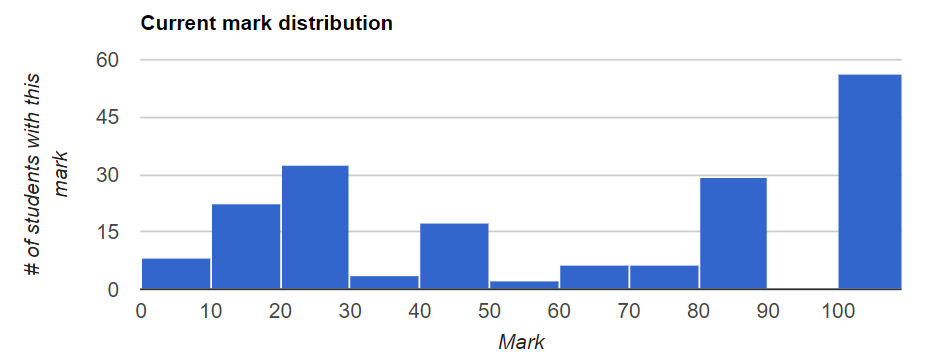 Current mark distribution
# of students with this
mark
60
45
30
15
0
0 10 20 30 40 50 60 70 80 90 100
Mark